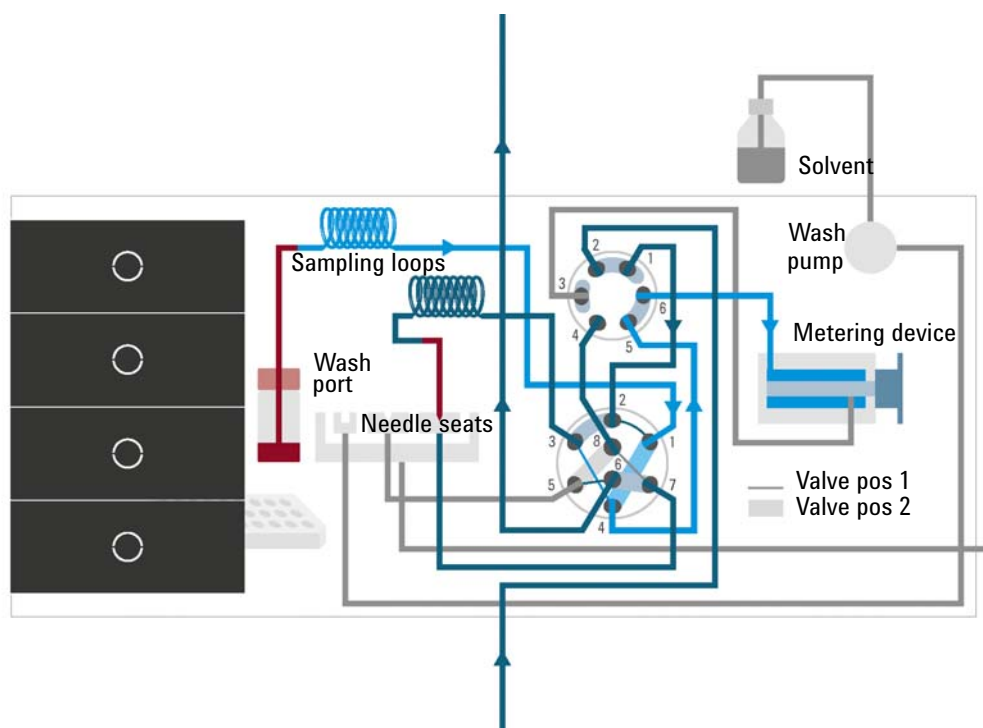 Solvent
Wash
pump
Sampling loops
2
1
3
6
4
5
Metering device
Wash
port
Needle seats
2
3
8
1
6
5
7
4
Valve pos 1
Valve pos 2